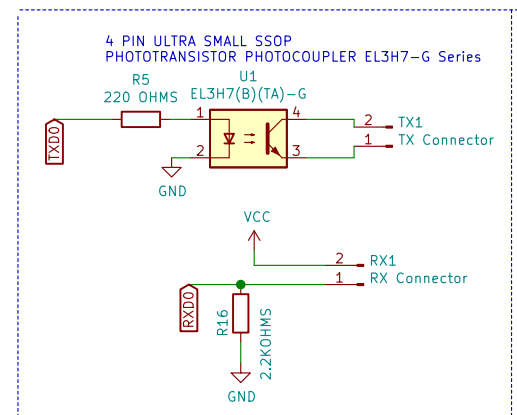 4 PIN ULTRA SMALL SSOP
PHOTOTRANSISTOR PHOTOCOUPLER EL3H7-G Series
R5
220 OHMS
U1
EL3H7(B)(TA)-G
TXD0
1
2
4
3
GND
2
1
TX1
TX Connector
VCC
2
1
RX1
RX Connector
RXD0
R16
2.2KOHMS
GND